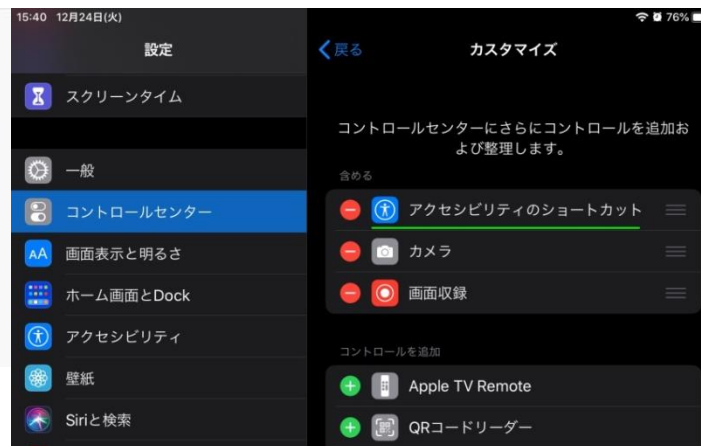 15:40 12月24日(火)
76%
設定
スクリーンタイム
一般
コントロールセンター
AA 画面表示と明るさ
ホーム画面とDock
アクセシビリティ
壁紙
Siriと検索
戻る
カスタマイズ
コントロールセンターにさらにコントロールを追加お
よび整理します。
含める
アクセシビリティのショートカット
カメラ
画面収録
コントロールを追加
Apple TV Remote
QRコードリーダー